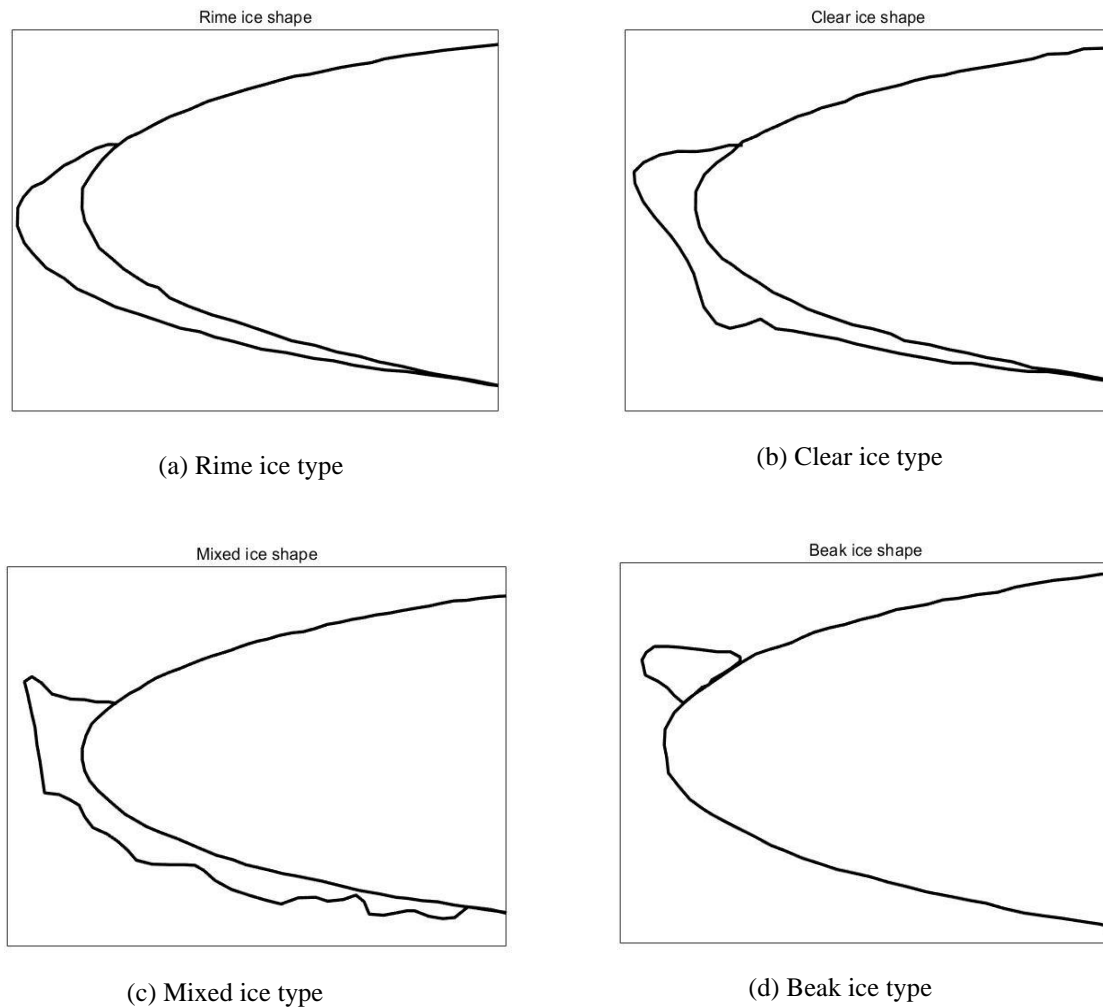 Rime ice shape
Clear ice shape
(a) Rime ice type
(b) Clear ice type
Mixed ice shape
Beak ice shape
(c) Mixed ice type
(d) Beak ice type